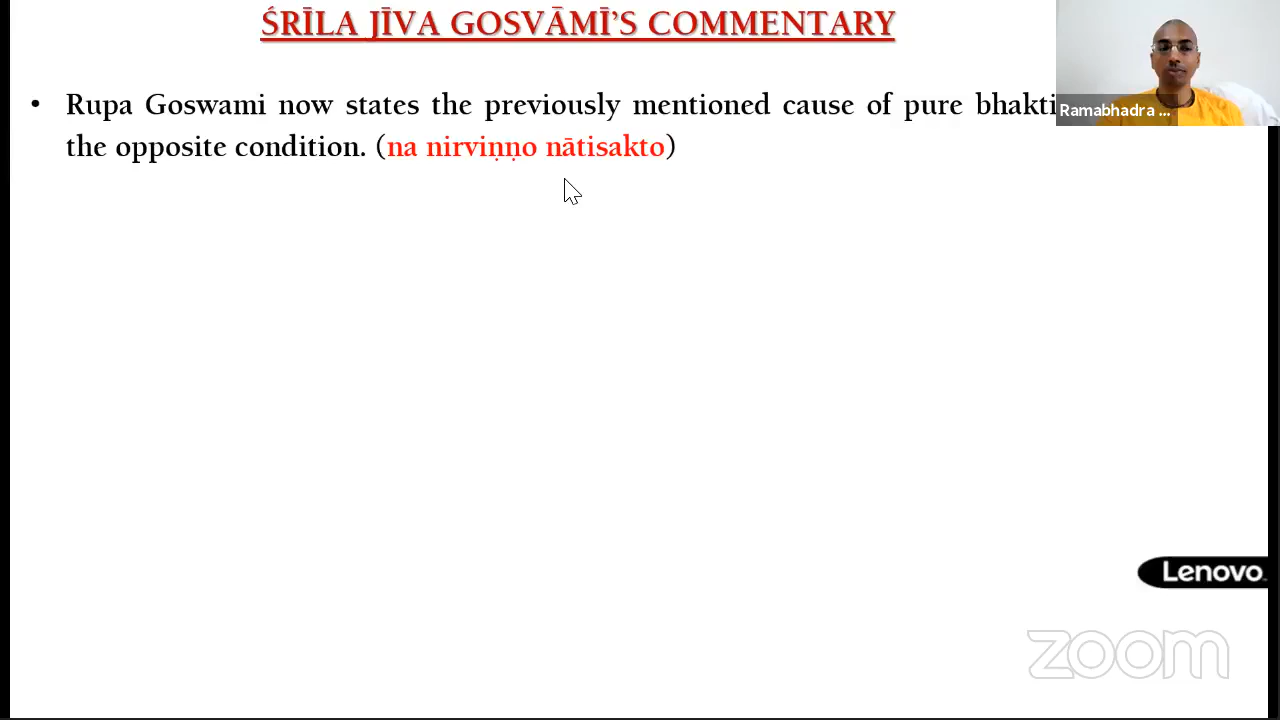 ŚRĪLA JĪVA GOSVĀMĪ'S COMMENTARY
• Rupa Goswami now states the previously mentioned cause of pure bhakti
the opposite condition. (na nirviṇṇo nātisakto)
Ramabhadra ...
Lenovo
zoom